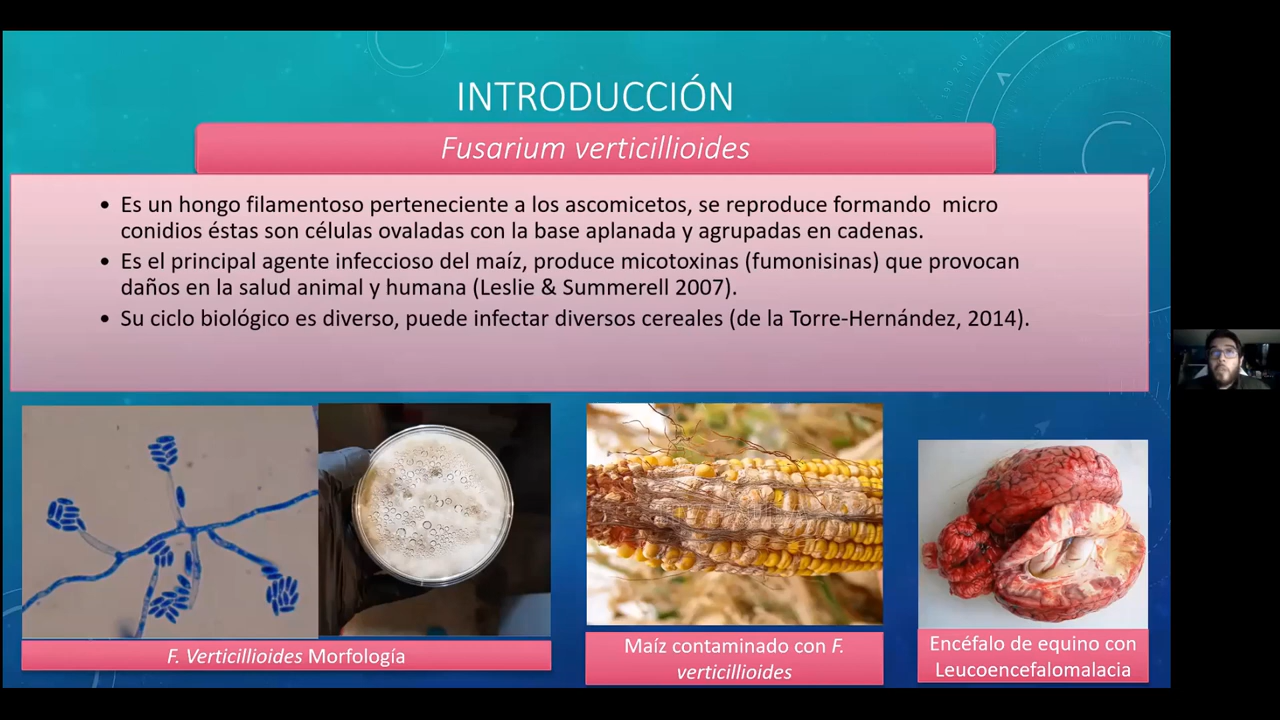 INTRODUCCIÓN
Fusarium verticillioides
• Es un hongo filamentoso perteneciente a los ascomicetos, se reproduce formando micro
conidios éstas son células ovaladas con la base aplanada y agrupadas en cadenas.
• Es el principal agente infeccioso del maíz, produce micotoxinas (fumonisinas) que provocan
daños en la salud animal y humana (Leslie & Summerell 2007).
• Su ciclo biológico es diverso, puede infectar diversos cereales (de la Torre-Hernández, 2014).
F. Verticillioides Morfología
Maíz contaminado con F.
verticillioides
Encéfalo de equino con
Leucoencefalomalacia